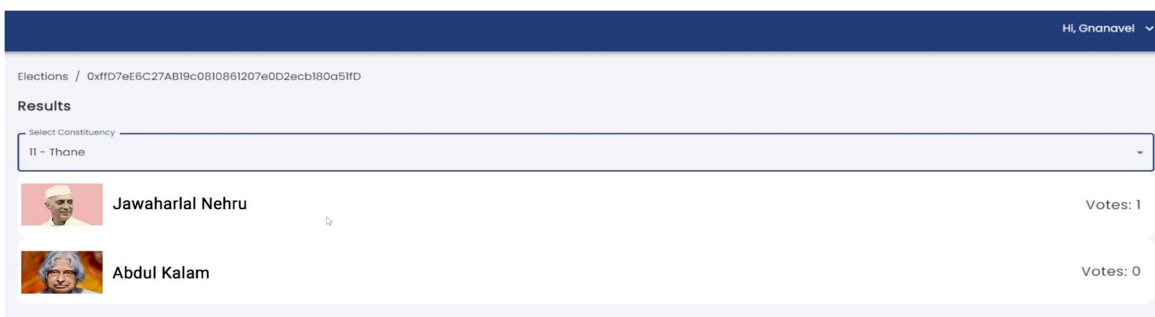 Hi, Gnanavel
Elections / 0xffD7eE6C27AB19c0810861207e0D2ecb180a51fD
Results
Select Constituency
11 - Thane
Jawaharlal Nehru Votes: 1
Abdul Kalam Votes: 0